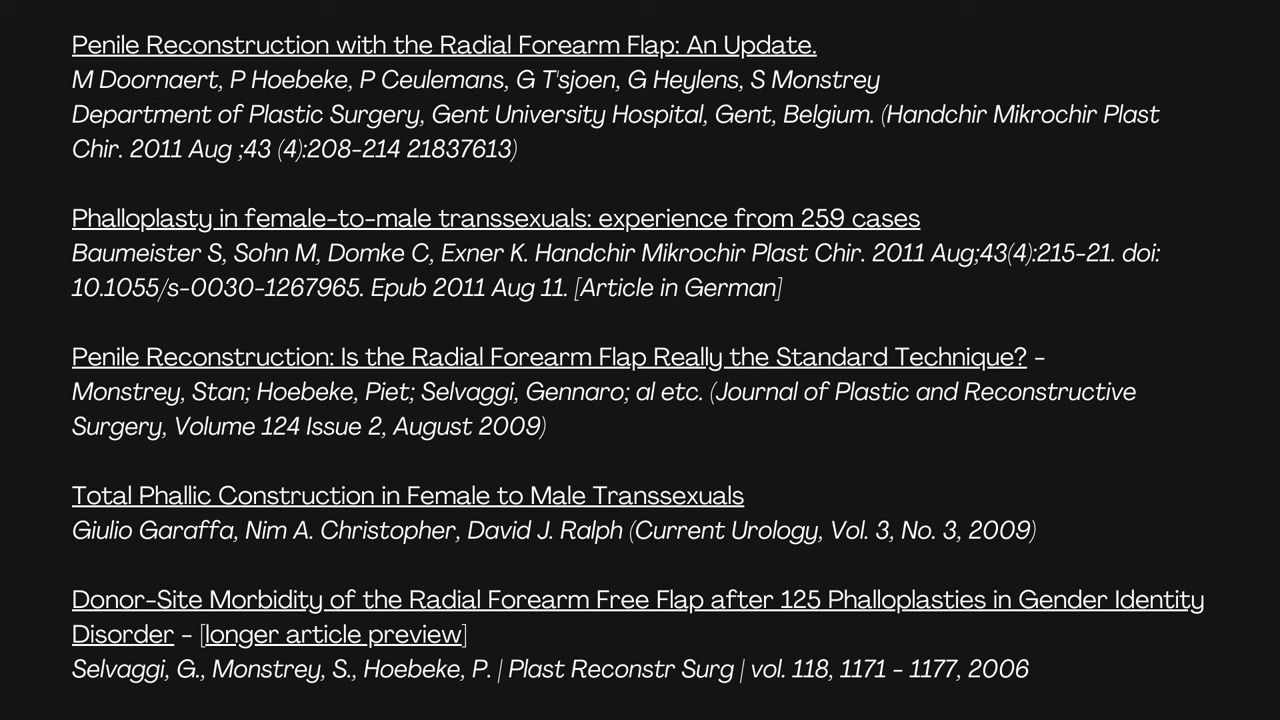 Penile Reconstruction with the Radial Forearm Flap: An Update.
M Doornaert, P Hoebeke, P Ceulemans, G T'sjoen, G Heylens, S Monstrey
Department of Plastic Surgery, Gent University Hospital, Gent, Belgium. (Handchir Mikrochir Plast
Chir. 2011 Aug ;43 (4):208-214 21837613)
Phalloplasty in female-to-male transsexuals: experience from 259 cases
Baumeister S, Sohn M, Domke C, Exner K. Handchir Mikrochir Plast Chir. 2011 Aug;43(4):215-21. doi:
10.1055/s-0030-1267965. Epub 2011 Aug 11. [Article in German]
Penile Reconstruction: Is the Radial Forearm Flap Really the Standard Technique? -
Monstrey, Stan; Hoebeke, Piet; Selvaggi, Gennaro; al etc. (Journal of Plastic and Reconstructive
Surgery, Volume 124 Issue 2, August 2009)
Total Phallic Construction in Female to Male Transsexuals
Giulio Garaffa, Nim A. Christopher, David J. Ralph (Current Urology, Vol. 3, No. 3, 2009)
Donor-Site Morbidity of the Radial Forearm Free Flap after 125 Phalloplasties in Gender Identity
Disorder - [longer article preview]
Selvaggi, G., Monstrey, S., Hoebeke, P. | Plast Reconstr Surg | vol. 118, 1171 - 1177, 2006